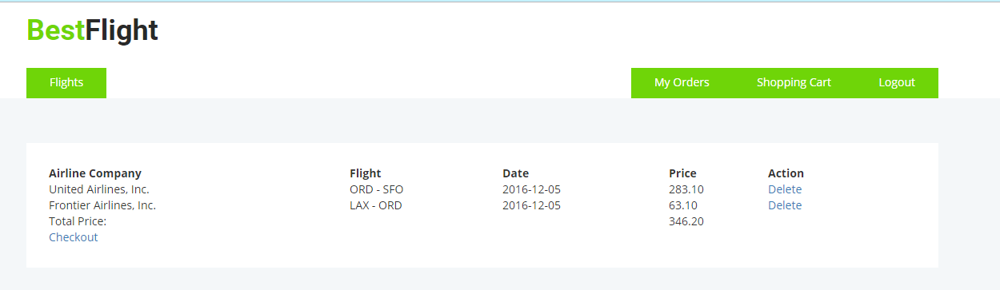 BestFlight
Flights My Orders Shopping Cart Logout
Airline Company Flight Date Price Action
United Airlines, Inc. ORD - SFO 2016-12-05 283.10 Delete
Frontier Airlines, Inc. LAX - ORD 2016-12-05 63.10 Delete
Total Price: 346.20
Checkout